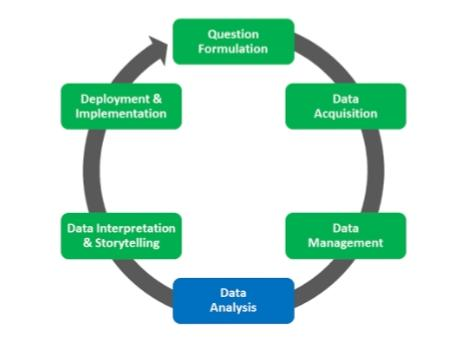 Question
Formulation
Data
Acquisition
Data
Management
Data
Analysis
Data Interpretation
& Storytelling
Deployment &
Implementation